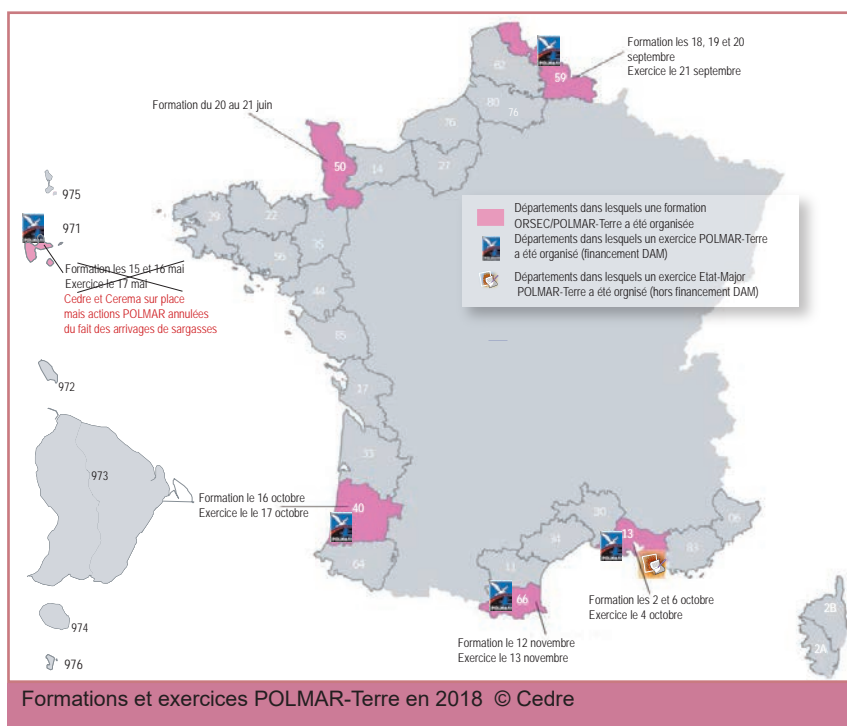 Formation les 18, 19 et 20
septembre
Exercice le 21 septembre
62
59
80
76
76
27
Formation du 20 au 21 juin
50
14
975
971
29
22
35
56
44
Formation les 15 et 16 mai
Exercice le 17 mai
Cedre et Cerema sur place
mais actions POLMAR annulées
du fait des arrivages de sargasses
Départements dans lesquels une formation
ORSEC/POLMAR-Terre a été organisée
Départements dans lesquels un exercice POLMAR-Terre
a été organisé (financement DAM)
Départements dans lesquels un exercice Etat-Major
POLMAR-Terre a été orgnisé (hors financement DAM)
85
17
33
972
973
Formation le 16 octobre
Exercice le le 17 octobre
40
64
30
34
13
83
06
11
66
Formation les 2 et 6 octobre
Exercice le 4 octobre
Formation le 12 novembre
Exercice le 13 novembre
2B
2A
974
976
Formations et exercices POLMAR-Terre en 2018 © Cedre